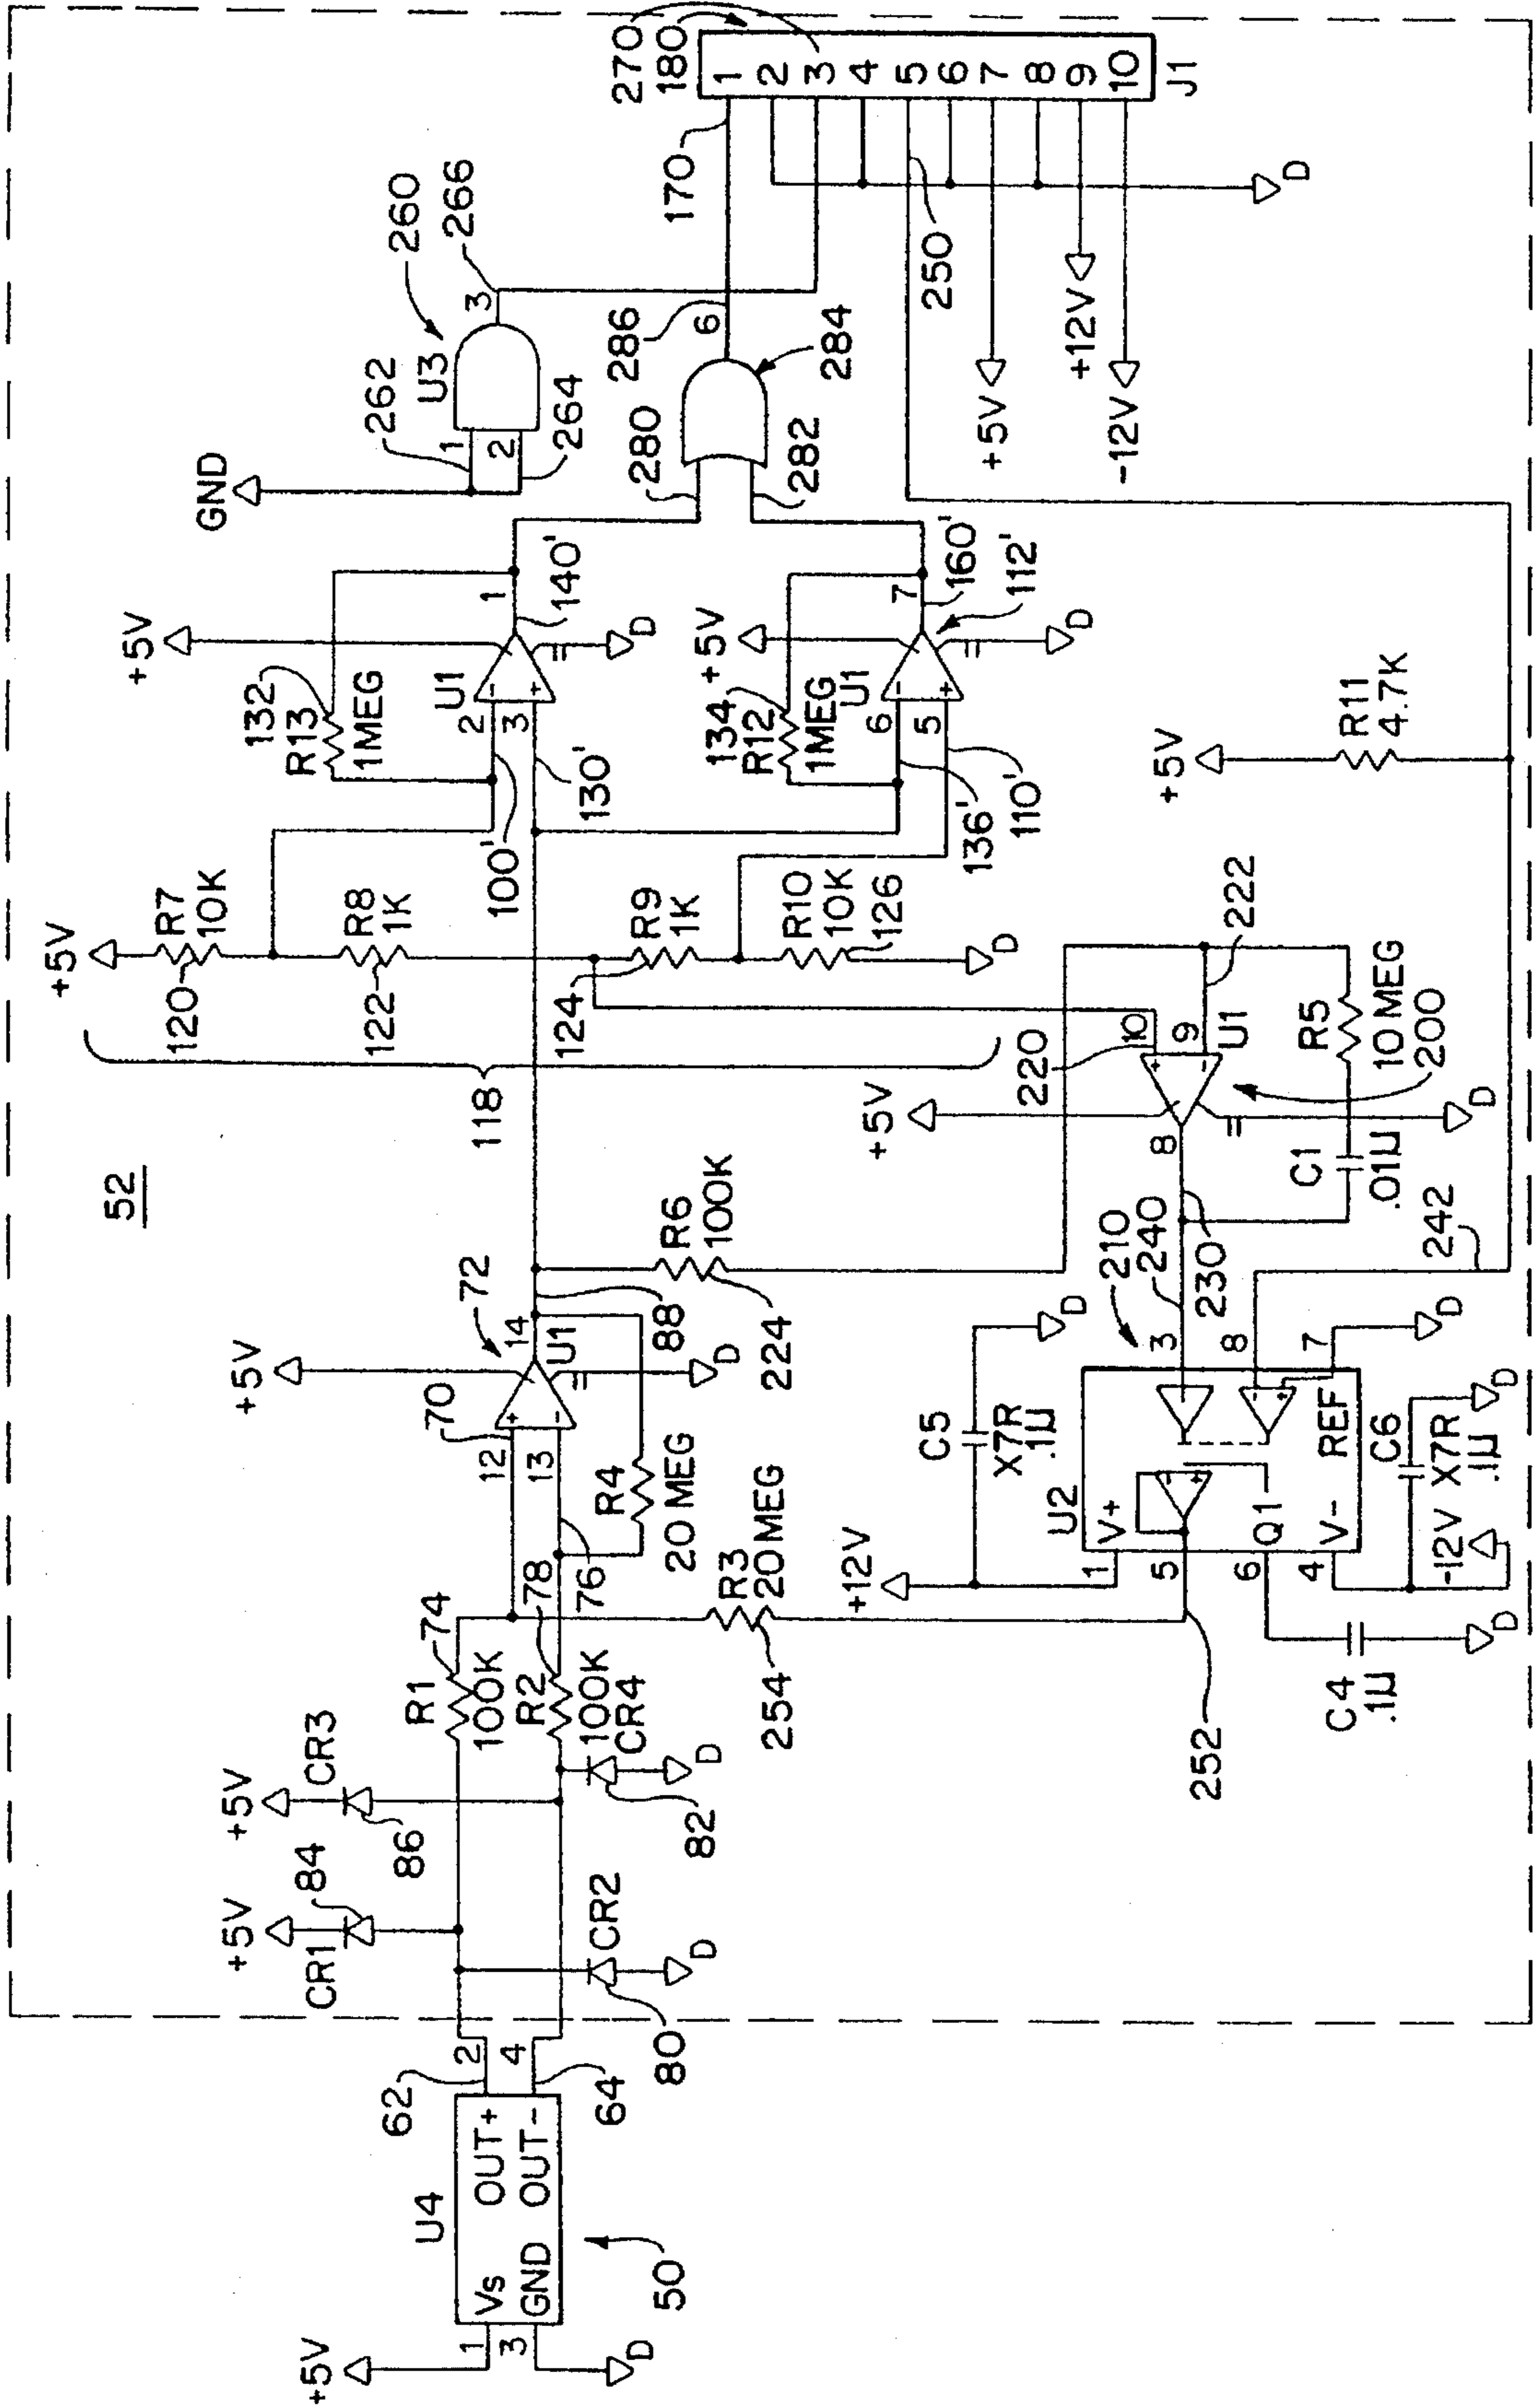 52
+5V
+5V
+5V
+5V
+5V
+5V
GND
U3
260
262
1
2
264
3
266
270
180
1
2
3
4
5
6
7
8
9
10
J1
170
250
D
+5V
+12V
-12V
280
282
284
286
6
R7
10K
120
R8
1K
122
118
R9
1K
124
R10
10K
126
D
132
R13
1MEG
U1
2
3
1
100'
130'
140'
D
134
R12
1MEG
+5V
U1
6
5
7
136'
110'
160'
112'
D
+5V
R11
4.7K
U4
Vs
GND
OUT+
OUT-
1
3
2
4
62
64
50
D
CR1
84
CR3
86
CR2
80
D
CR4
82
D
R1
100K
74
R2
100K
78
76
70
12
13
14
72
U1
88
D
R4
20 MEG
R3
20 MEG
254
R6
100K
224
+5V
220
10
9
8
U1
222
R5
10 MEG
200
C1
.01µ
D
230
240
210
3
8
7
242
D
+12V
C5
X7R
.1µ
D
U2
V+
Q1
V-
REF
1
5
6
4
252
C4
.1µ
D
C6
X7R
.1µ
-12V
D